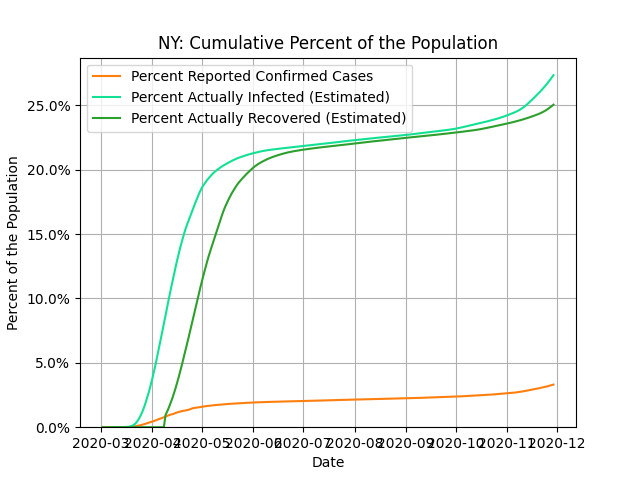 NY: Cumulative Percent of the Population
Percent Reported Confirmed Cases
Percent Actually Infected (Estimated)
Percent Actually Recovered (Estimated)
Percent of the Population
25.0%
20.0%
15.0%
10.0%
5.0%
0.0%
2020-03 2020-04 2020-05 2020-06 2020-07 2020-08 2020-09 2020-10 2020-11 2020-12
Date